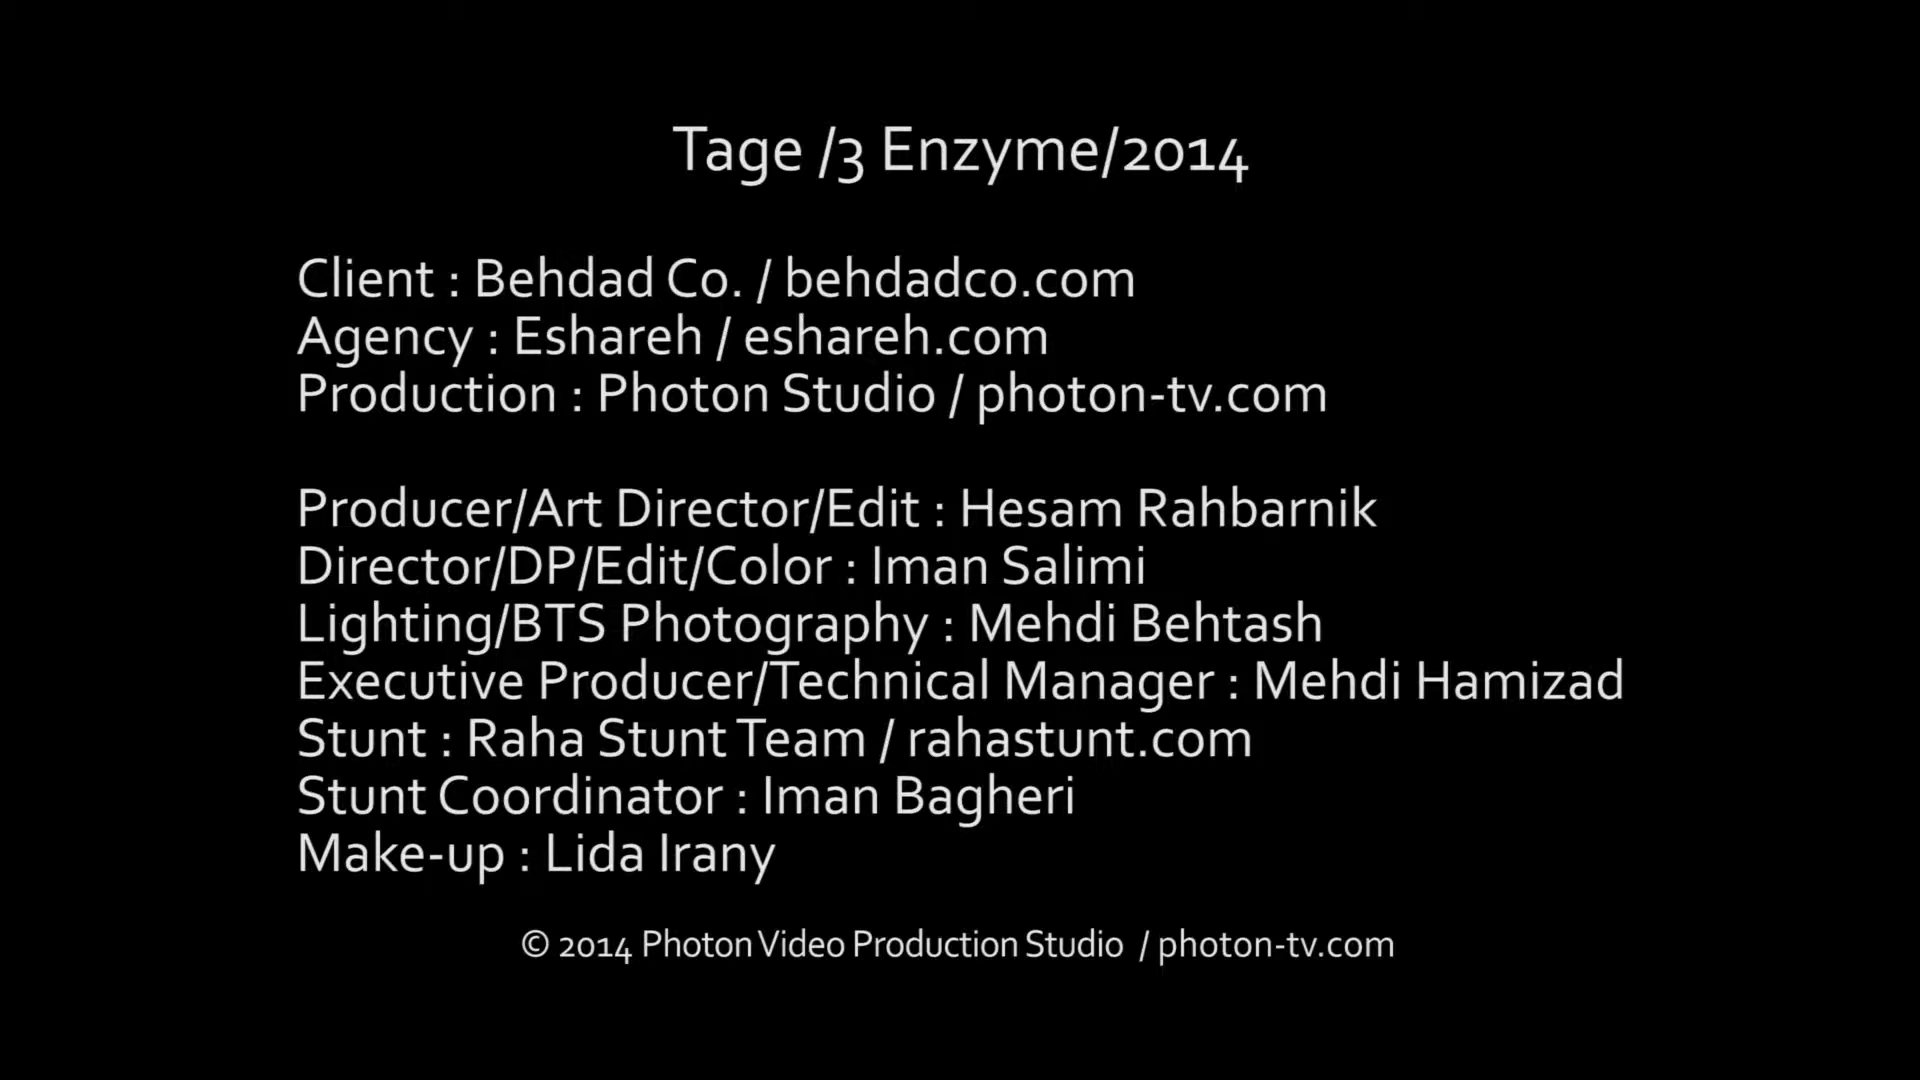 Tage /3 Enzyme/2014
Client : Behdad Co. / behdadco.com
Agency : Eshareh / eshareh.com
Production : Photon Studio / photon-tv.com
Producer/Art Director/Edit : Hesam Rahbarnik
Director/DP/Edit/Color : Iman Salimi
Lighting/BTS Photography : Mehdi Behtash
Executive Producer/Technical Manager : Mehdi Hamizad
Stunt : Raha Stunt Team / rahastunt.com
Stunt Coordinator : Iman Bagheri
Make-up : Lida Irany
© 2014 Photon Video Production Studio / photon-tv.com